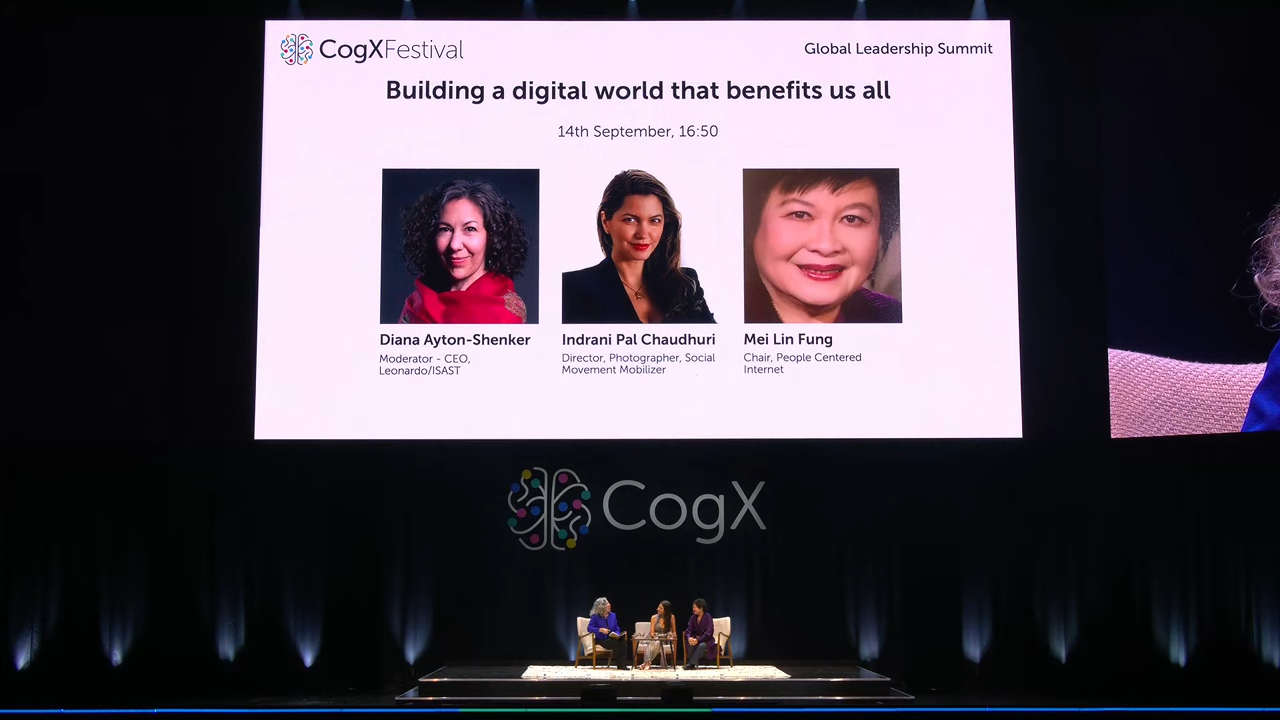 CogXFestival
Global Leadership Summit
Building a digital world that benefits us all
14th September, 16:50
Diana Ayton-Shenker
Moderator - CEO,
Leonardo/ISAST
Indrani Pal Chaudhuri
Director, Photographer, Social
Movement Mobilizer
Mei Lin Fung
Chair, People Centered
Internet
CogX